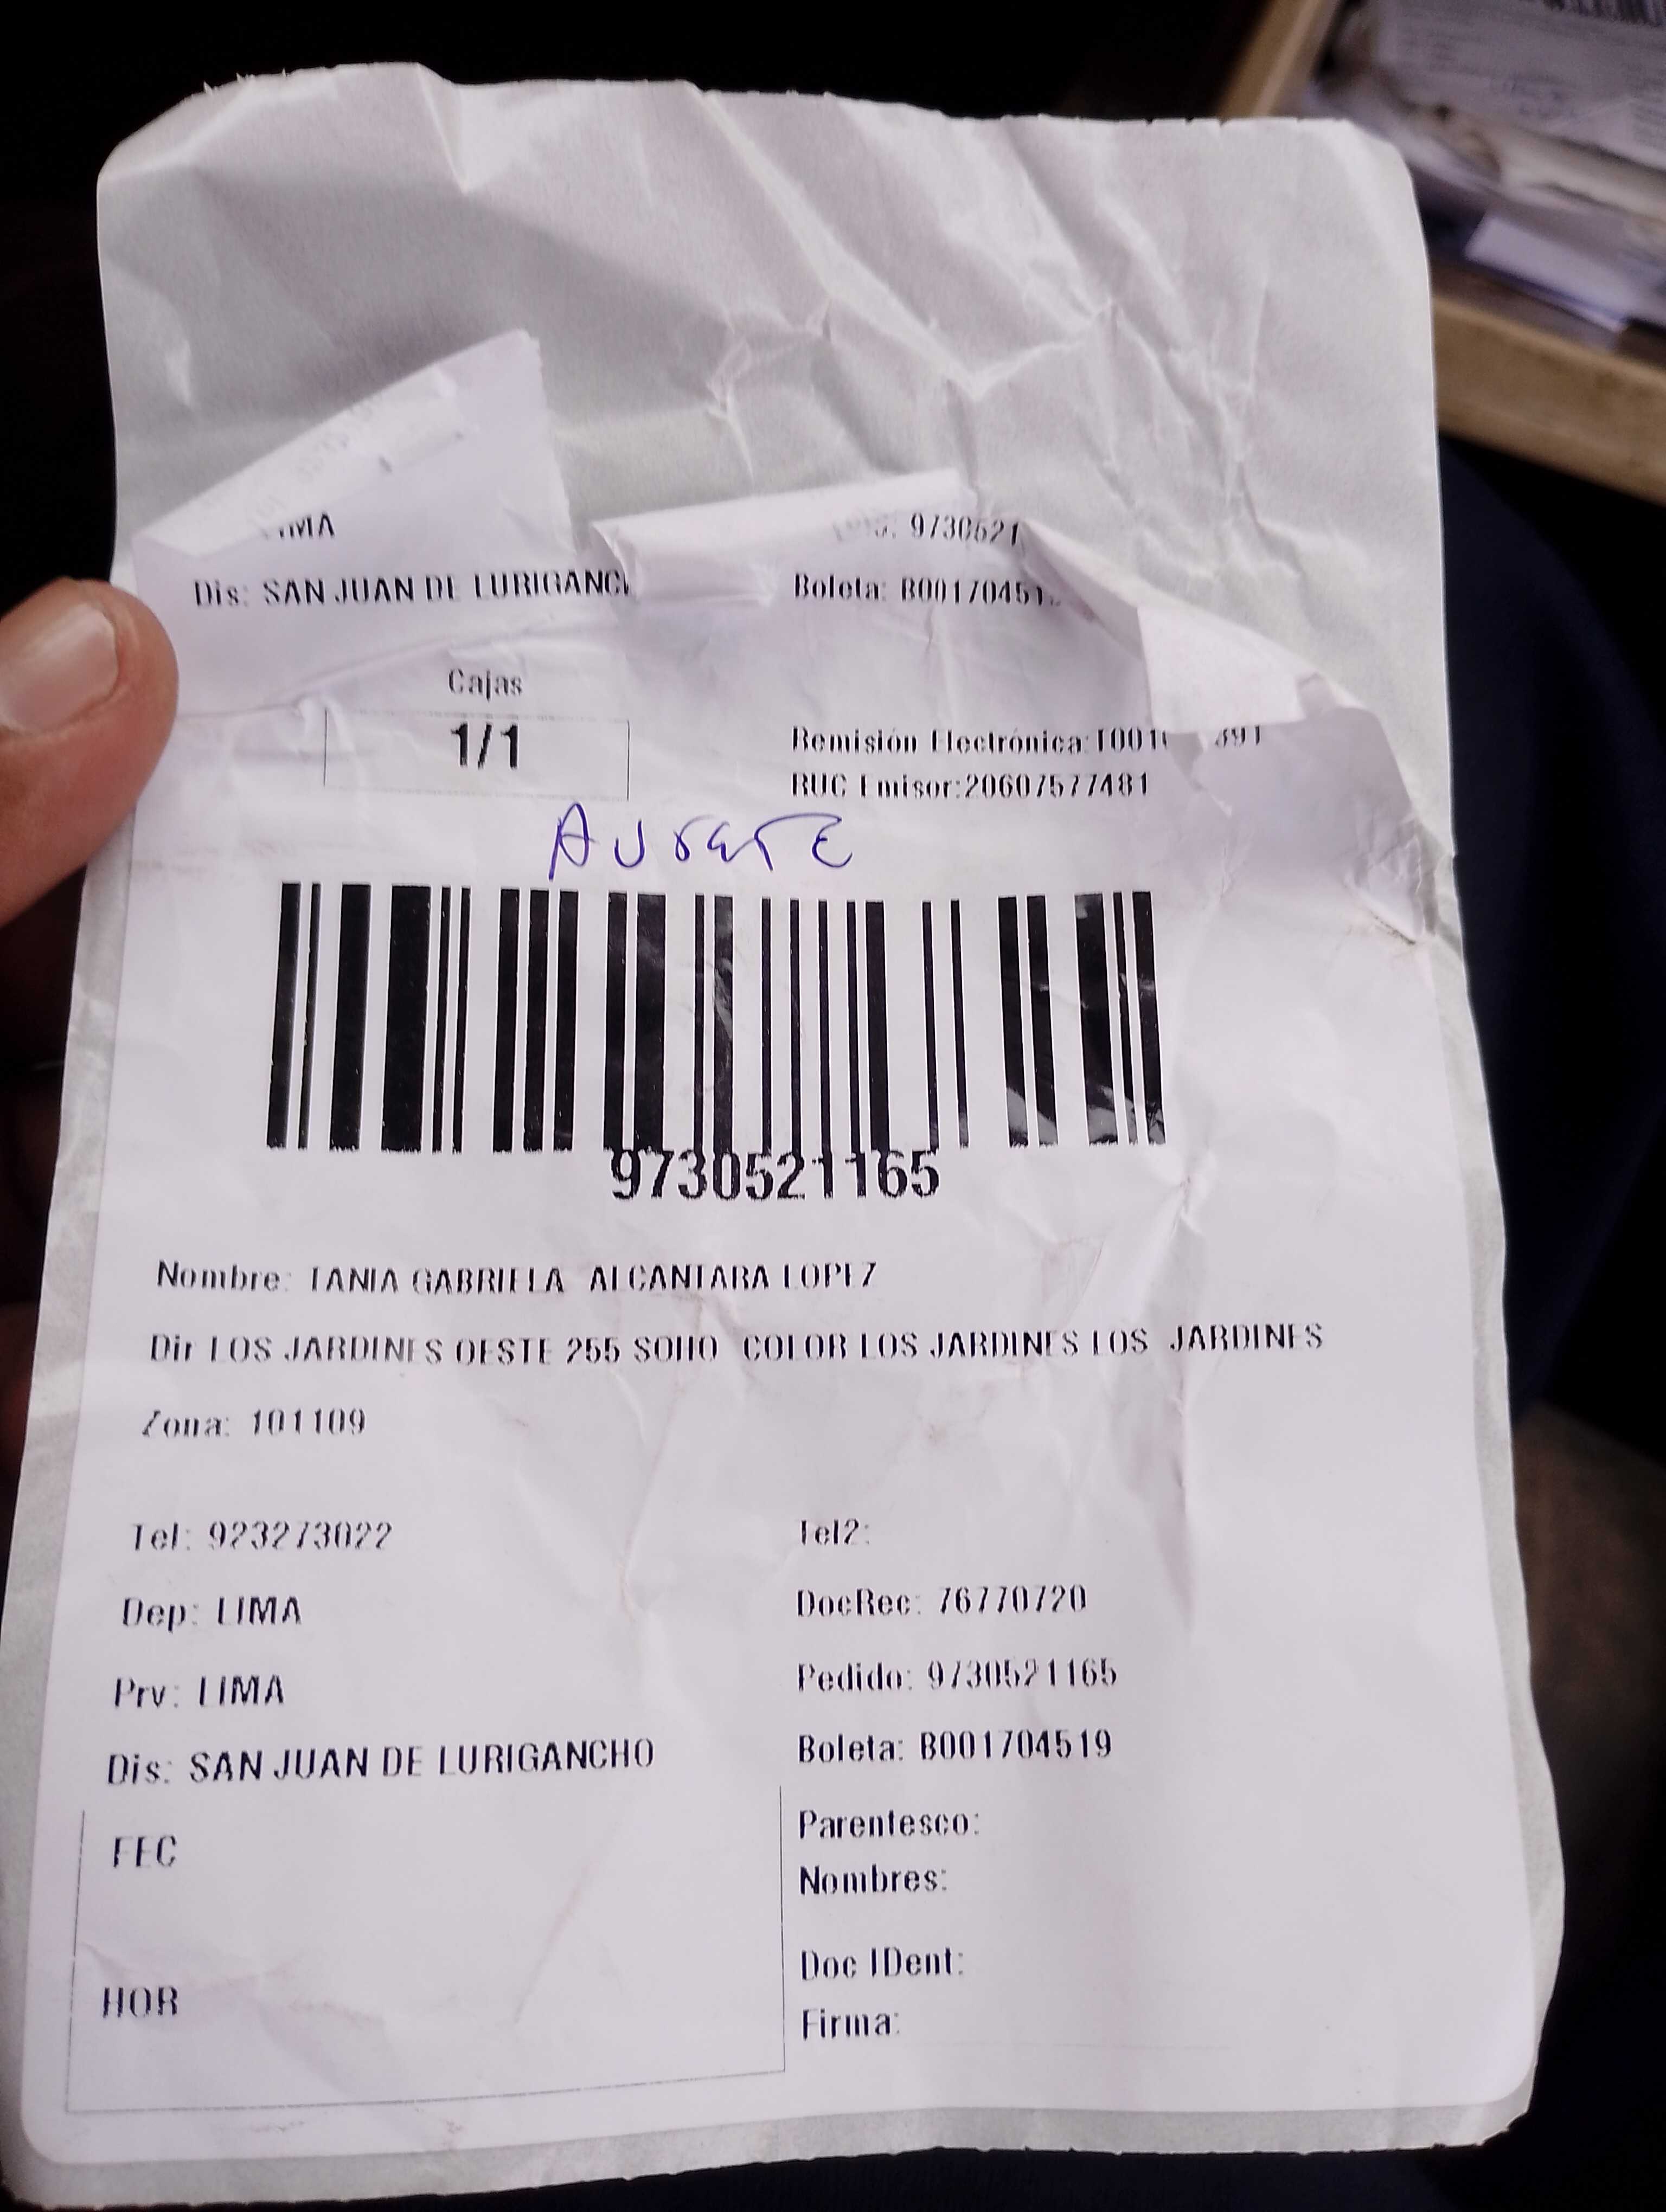 Dis: SAN JUAN DE
Boleta: B00170451
Cajas
1/1
Remisión Electrónica:
RUC Emisor:20607577481
9730521165
Nombre: TANIA GABRIELA ALCANTARA LOPEZ
Dir LOS JARDINES OESTE 255 SOHO COLOR LOS JARDINES LOS JARDINES
Zona: 101109
Tel: 923273022
Tel2:
Dep: LIMA
DocRec: 76770720
Prv: LIMA
Pedido: 9730521165
Dis: SAN JUAN DE LURIGANCHO
Boleta: B001704519
FEC
Parentesco:
Nombres:
Doc IDent:
HOR
Firma: